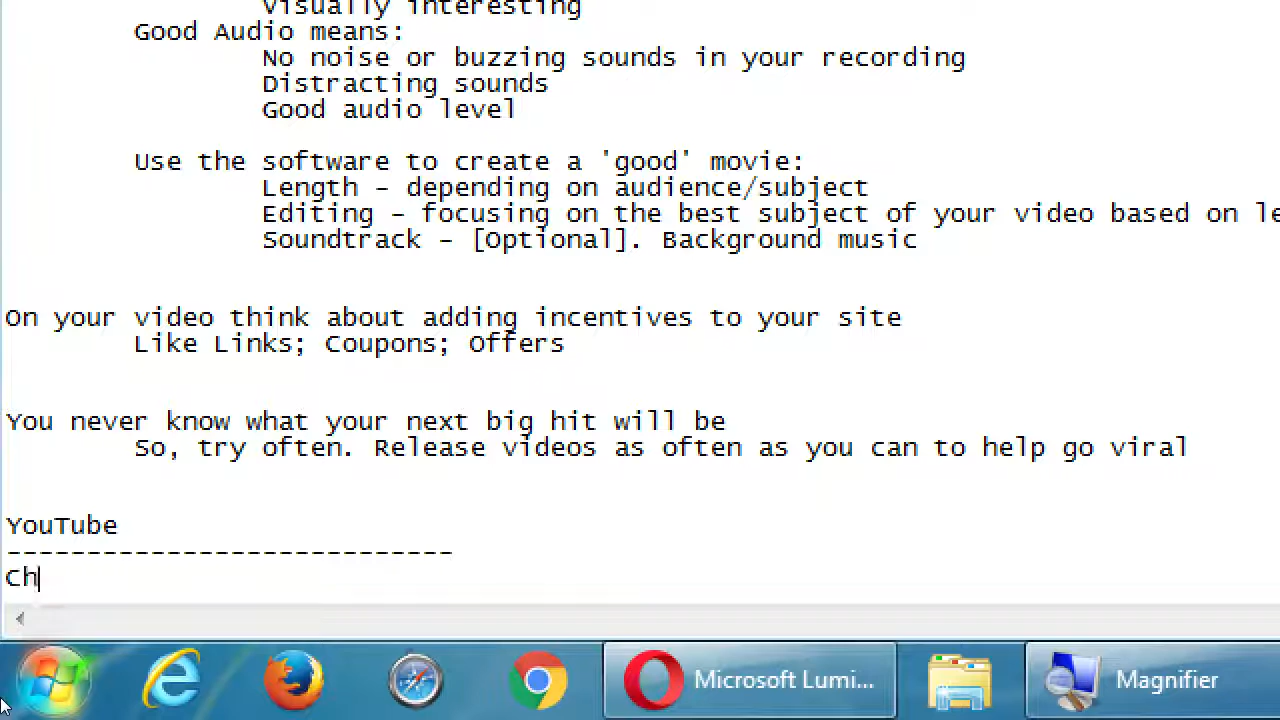 visually interesting
Good Audio means:
No noise or buzzing sounds in your recording
Distracting sounds
Good audio level
Use the software to create a 'good' movie:
Length - depending on audience/subject
Editing - focusing on the best subject of your video based on le
Soundtrack - [Optional]. Background music
On your video think about adding incentives to your site
Like Links; Coupons; Offers
You never know what your next big hit will be
So, try often. Release videos as often as you can to help go viral
YouTube
----------------------------
Ch
Microsoft Lumi... Magnifier